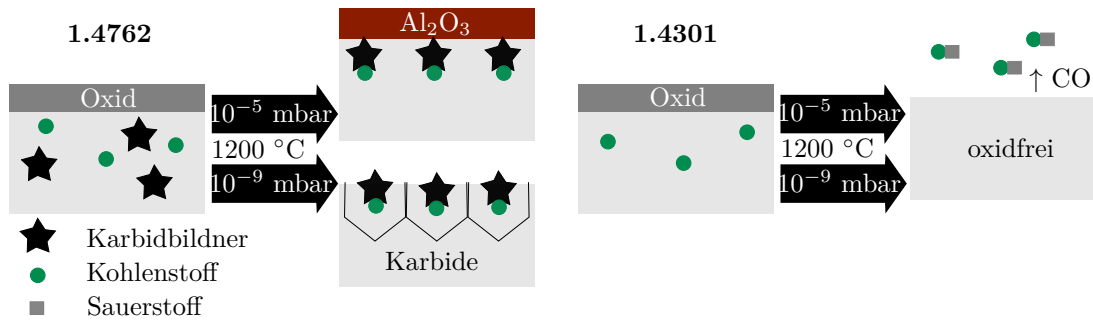 1.4762
Oxid
10⁻⁵ mbar
1200 °C
10⁻⁹ mbar
Al₂O₃
Karbide
Karbidbildner
Kohlenstoff
Sauerstoff
1.4301
Oxid
10⁻⁵ mbar
1200 °C
10⁻⁹ mbar
↑ CO
oxidfrei